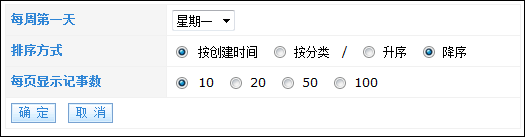 每周第一天 星期一
排序方式 按创建时间 按分类 / 升序 降序
每页显示记事数 10 20 50 100
确 定 取 消